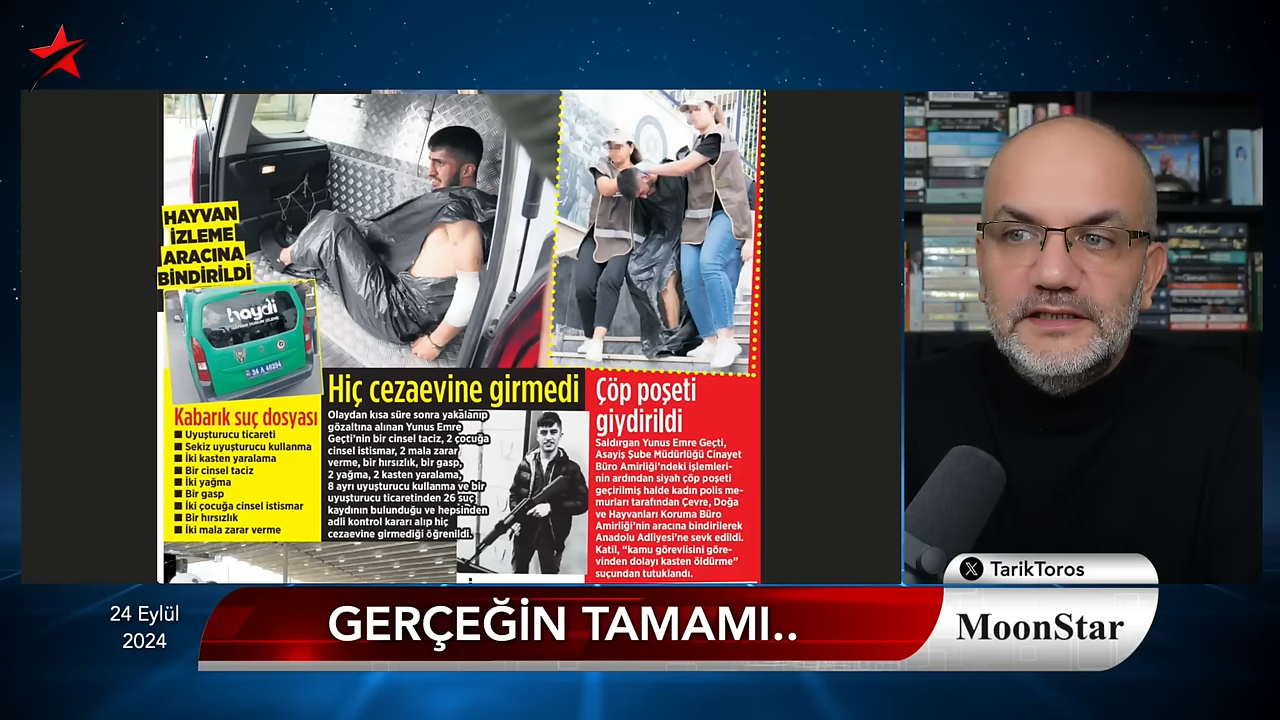 HAYVAN
İZLEME
ARACINA
BİNDİRİLDİ
haydi
34 A 46294
Kabarık suç dosyası
■ Uyuşturucu ticareti
■ Sekiz uyuşturucu kullanma
■ İki kasten yaralama
■ Bir cinsel taciz
■ İki yağma
■ Bir gasp
■ İki çocuğa cinsel istismar
■ Bir hırsızlık
■ İki mala zarar verme
Hiç cezaevine girmedi
Olaydan kısa süre sonra yakalanıp
gözaltına alınan Yunus Emre
Geçti'nin bir cinsel taciz, 2 çocuğa
cinsel istismar, 2 mala zarar
verme, bir hırsızlık, bir gasp,
2 yağma, 2 kasten yaralama,
8 ayrı uyuşturucu kullanma ve bir
uyuşturucu ticaretinden 26 suç
kaydının bulunduğu ve hepsinden
adli kontrol kararı alıp hiç
cezaevine girmediği öğrenildi.
Çöp poşeti
giydirildi
Saldırgan Yunus Emre Geçti,
Asayiş Şube Müdürlüğü Cinayet
Büro Amirliği'ndeki işlemleri-
nin ardından siyah çöp poşeti
geçirilmiş halde kadın polis me-
murları tarafından Çevre, Doğa
ve Hayvanları Koruma Büro
Amirliği'nin aracına bindirilerek
Anadolu Adliyesi'ne sevk edildi.
Katil, "kamu görevlisini göre-
vinden dolayı kasten öldürme"
suçundan tutuklandı.
X TarikToros
24 Eylül
2024
GERÇEĞİN TAMAMI..
MoonStar